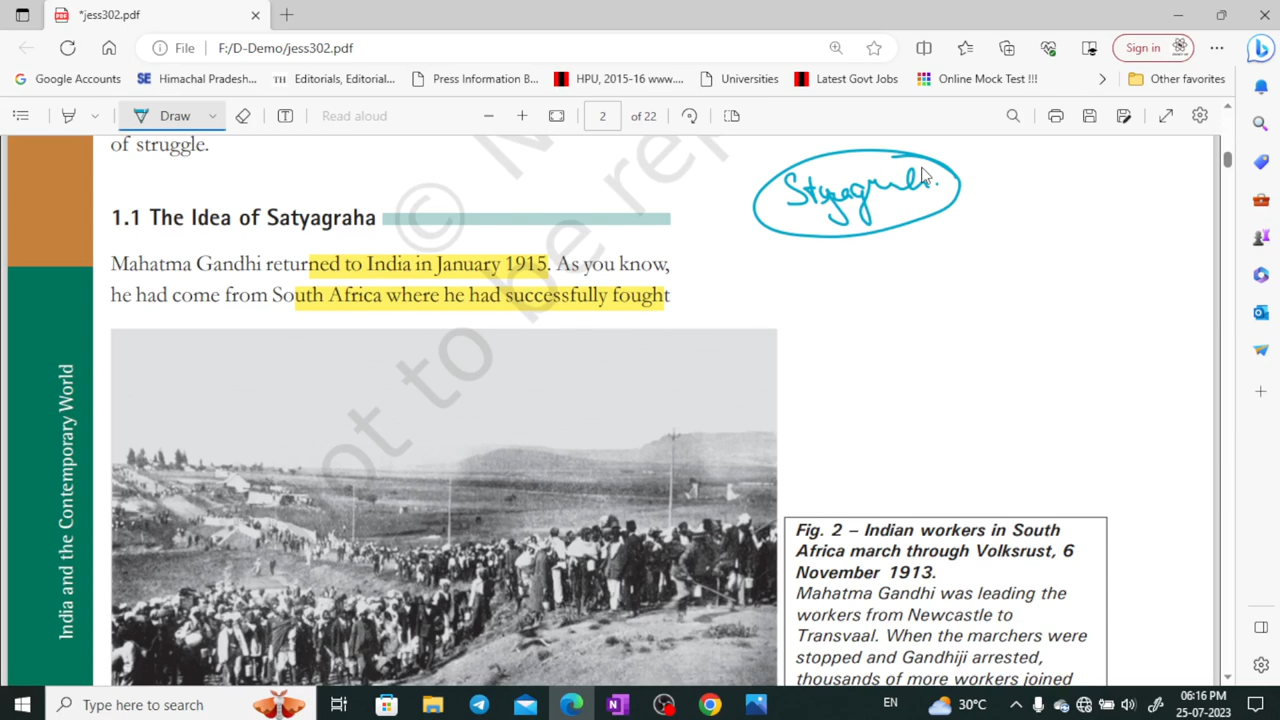 *jess302.pdf
File F:/D-Demo/jess302.pdf Sign in
Google Accounts SE Himachal Pradesh... TH Editorials, Editorial... Press Information B... HPU, 2015-16 www.... Universities Latest Govt Jobs Online Mock Test !!! Other favorites
Draw Read aloud 2 of 22
of struggle.
1.1 The Idea of Satyagraha
Mahatma Gandhi returned to India in January 1915. As you know,
he had come from South Africa where he had successfully fought
India and the Contemporary World
Fig. 2 – Indian workers in South
Africa march through Volksrust, 6
November 1913.
Mahatma Gandhi was leading the
workers from Newcastle to
Transvaal. When the marchers were
stopped and Gandhiji arrested,
thousands of more workers joined
© N
not to be rep
Type here to search EN 30°C 06:16 PM
25-07-2023